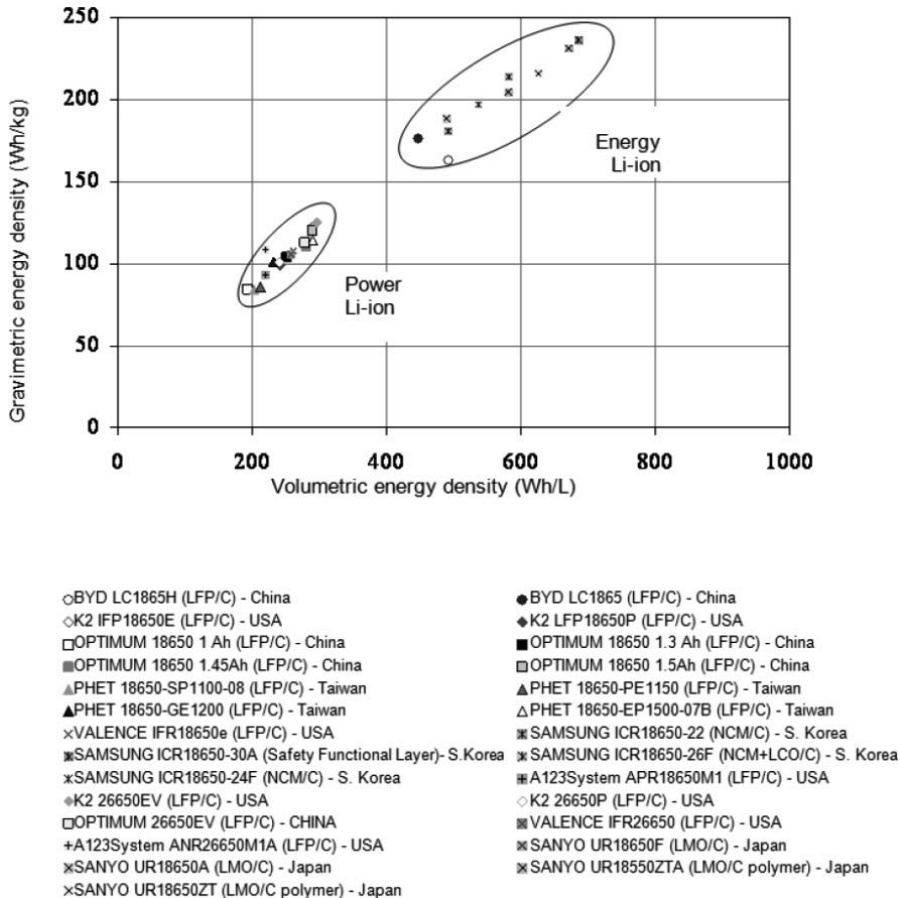 250
200
150
100
50
0
Gravimetric energy density (Wh/kg)
Energy
Li-ion
Power
Li-ion
0 200 400 600 800 1000
Volumetric energy density (Wh/L)
BYD LC1865H (LFP/C) - China
K2 IFP18650E (LFP/C) - USA
OPTIMUM 18650 1 Ah (LFP/C) - China
OPTIMUM 18650 1.45Ah (LFP/C) - China
PHET 18650-SP1100-08 (LFP/C) - Taiwan
PHET 18650-GE1200 (LFP/C) - Taiwan
VALENCE IFR18650e (LFP/C) - USA
SAMSUNG ICR18650-30A (Safety Functional Layer)- S.Korea
SAMSUNG ICR18650-24F (NCM/C) - S. Korea
K2 26650EV (LFP/C) - USA
OPTIMUM 26650EV (LFP/C) - CHINA
A123System ANR26650M1A (LFP/C) - USA
SANYO UR18650A (LMO/C) - Japan
SANYO UR18650ZT (LMO/C polymer) - Japan
BYD LC1865 (LFP/C) - China
K2 LFP18650P (LFP/C) - USA
OPTIMUM 18650 1.3 Ah (LFP/C) - China
OPTIMUM 18650 1.5Ah (LFP/C) - China
PHET 18650-PE1150 (LFP/C) - Taiwan
PHET 18650-EP1500-07B (LFP/C) - Taiwan
SAMSUNG ICR18650-22 (NCM/C) - S. Korea
SAMSUNG ICR18650-26F (NCM+LCO/C) - S. Korea
A123System APR18650M1 (LFP/C) - USA
K2 26650P (LFP/C) - USA
VALENCE IFR26650 (LFP/C) - USA
SANYO UR18650F (LMO/C) - Japan
SANYO UR18550ZTA (LMO/C polymer) - Japan